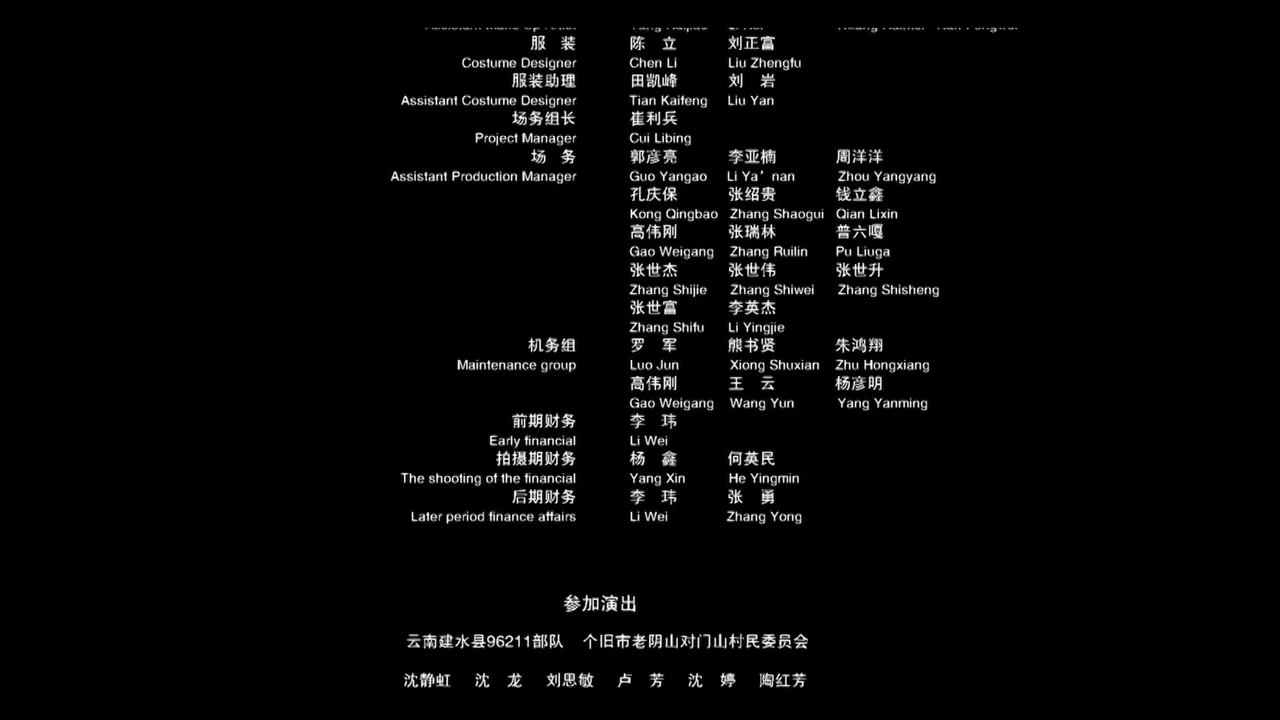 服 装 陈 立 刘正富
Costume Designer Chen Li Liu Zhengfu
服装助理 田凯峰 刘 岩
Assistant Costume Designer Tian Kaifeng Liu Yan
场务组长 崔利兵
Project Manager Cui Libing
场 务 郭彦亮 李亚楠 周洋洋
Assistant Production Manager Guo Yangao Li Ya’nan Zhou Yangyang
孔庆保 张绍贵 钱立鑫
Kong Qingbao Zhang Shaogui Qian Lixin
高伟刚 张瑞林 普六嘎
Gao Weigang Zhang Ruilin Pu Liuga
张世杰 张世伟 张世升
Zhang Shijie Zhang Shiwei Zhang Shisheng
张世富 李英杰
Zhang Shifu Li Yingjie
机务组 罗 军 熊书贤 朱鸿翔
Maintenance group Luo Jun Xiong Shuxian Zhu Hongxiang
高伟刚 王 云 杨彦明
Gao Weigang Wang Yun Yang Yanming
前期财务 李 玮
Early financial Li Wei
拍摄期财务 杨 鑫 何英民
The shooting of the financial Yang Xin He Yingmin
后期财务 李 玮 张 勇
Later period finance affairs Li Wei Zhang Yong
参加演出
云南建水县96211部队 个旧市老阴山对门山村民委员会
沈静虹 沈 龙 刘思敏 卢 芳 沈 婷 陶红芳